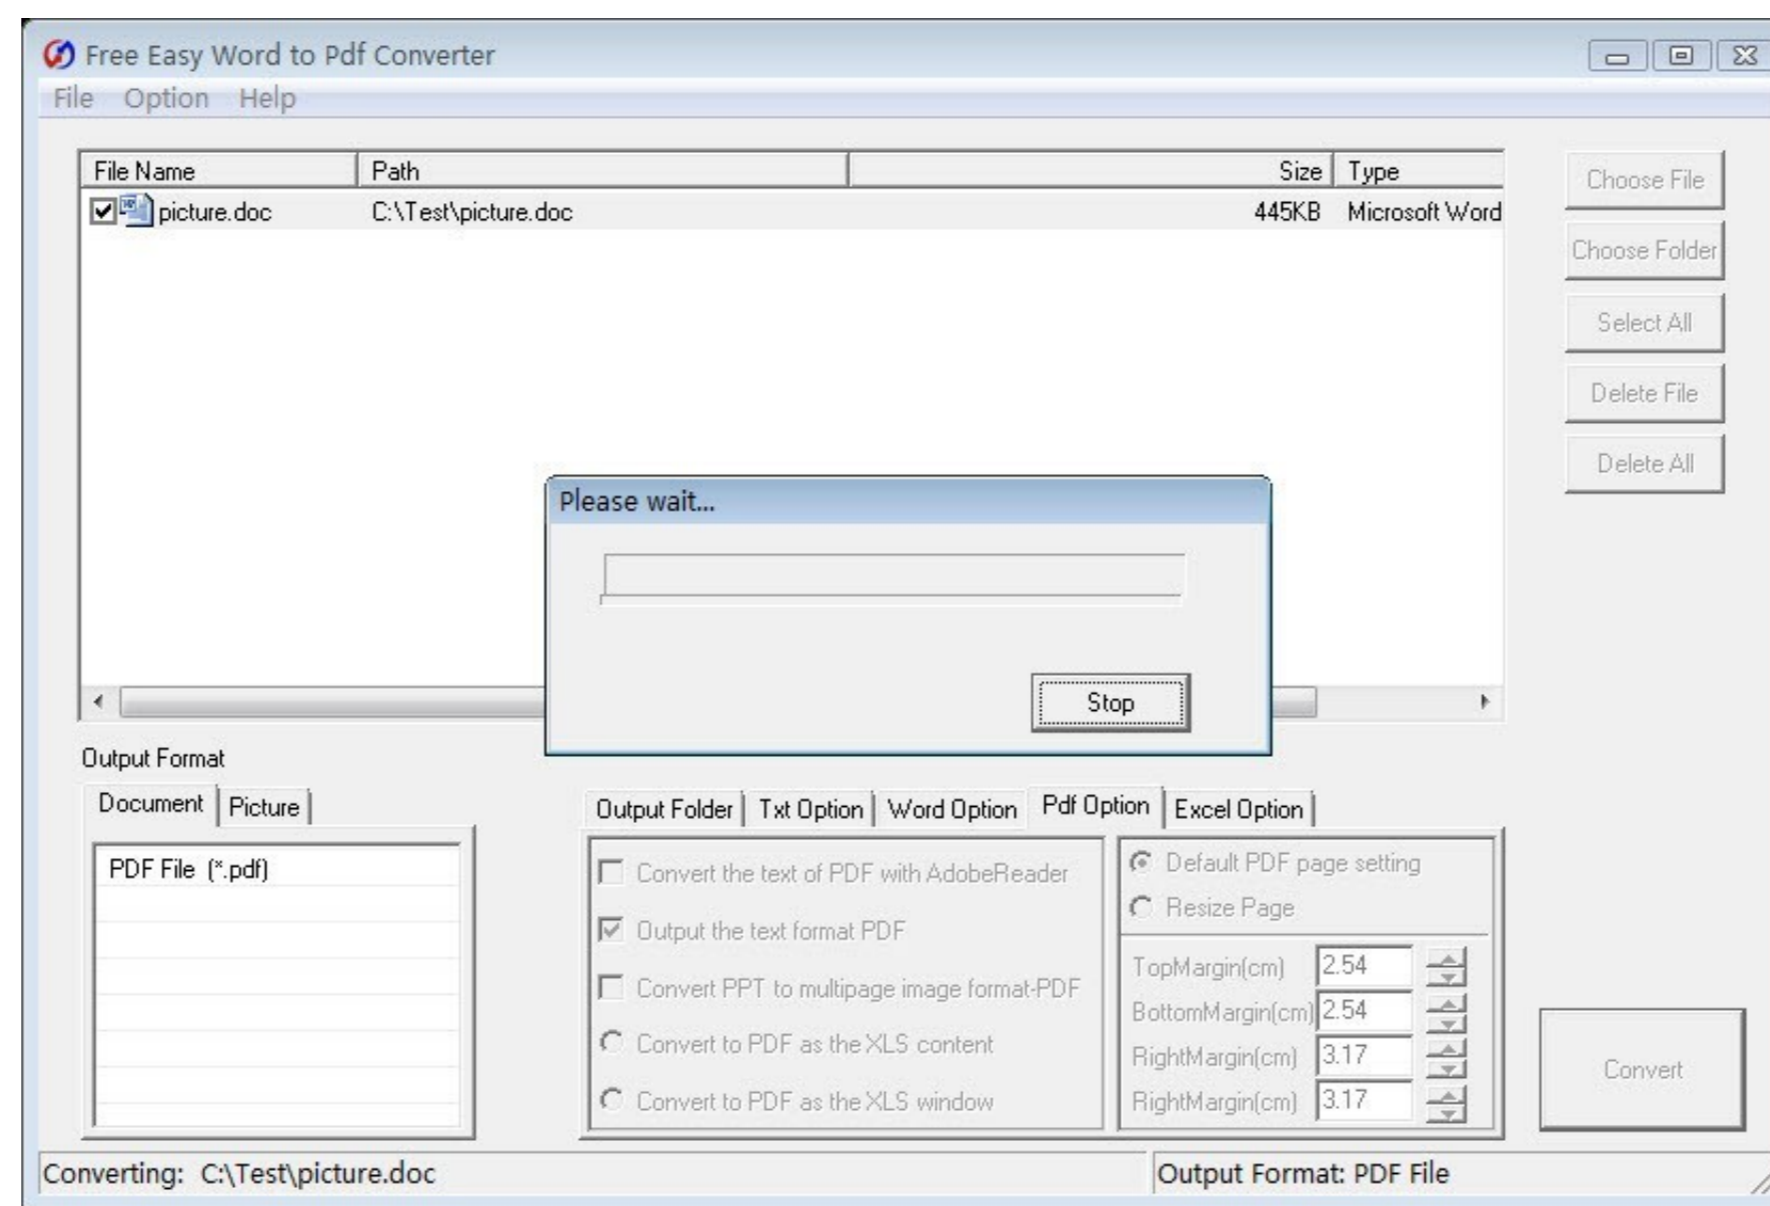 Free Easy Word to Pdf Converter
File Option Help
File Name Path Size Type
picture.doc C:\Test\picture.doc 445KB Microsoft Word
Choose File
Choose Folder
Select All
Delete File
Delete All
Please wait...
Stop
Output Format
Document Picture
PDF File (*.pdf)
Output Folder Txt Option Word Option Pdf Option Excel Option
Convert the text of PDF with AdobeReader
Output the text format PDF
Convert PPT to multipage image format-PDF
Convert to PDF as the XLS content
Convert to PDF as the XLS window
Default PDF page setting
Resize Page
TopMargin(cm) 2.54
BottomMargin(cm) 2.54
RightMargin(cm) 3.17
RightMargin(cm) 3.17
Convert
Converting: C:\Test\picture.doc Output Format: PDF File